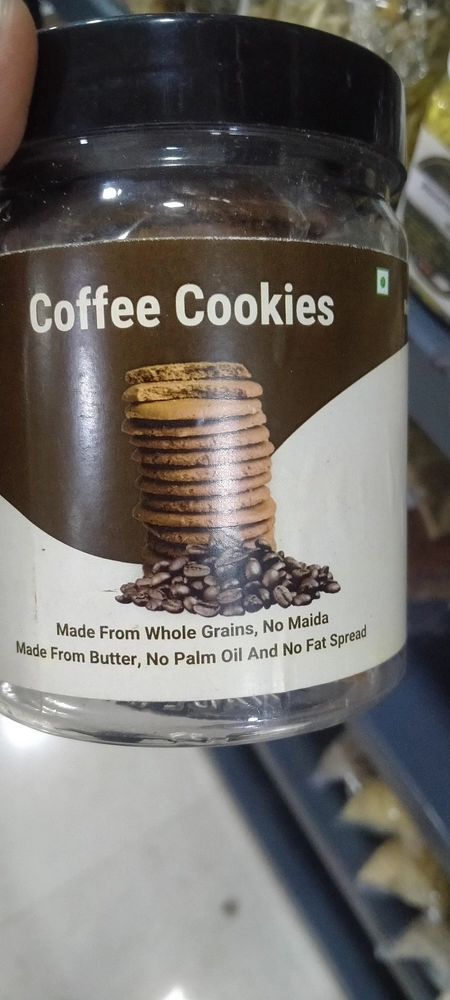 Coffee Cookies
Made From Whole Grains, No Maida
Made From Butter, No Palm Oil And No Fat Spread